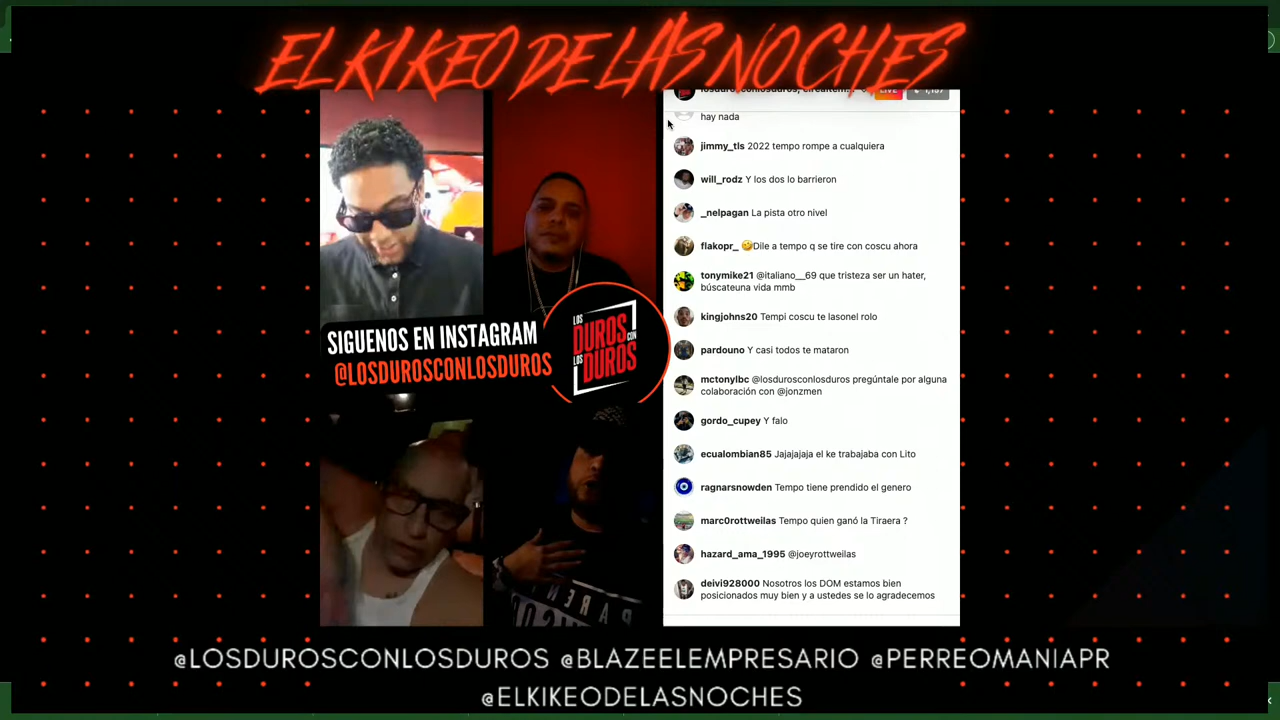 EL KIKEO DE LAS NOCHES
LIVE
hay nada
jimmy_tls 2022 tempo rompe a cualquiera
will_rodz Y los dos lo barrieron
_nelpagan La pista otro nivel
flakopr_ 🤔Dile a tempo q se tire con coscu ahora
tonymike21 @italiano__69 que tristeza ser un hater,
búscateuna vida mmb
kingjohns20 Tempi coscu te lasonel rolo
pardouno Y casi todos te mataron
mctonylbc @losdurosconlosduros pregúntale por alguna
colaboración con @jonzmen
gordo_cupey Y falo
ecualombian85 Jajajajaja el ke trabajaba con Lito
ragnarsnowden Tempo tiene prendido el genero
marc0rottweilas Tempo quien ganó la Tiraera ?
hazard_ama_1995 @joeyrottweilas
deivi928000 Nosotros los DOM estamos bien
posicionados muy bien y a ustedes se lo agradecemos
SIGUENOS EN INSTAGRAM
@LOSDUROSCONLOSDUROS
LOS
DUROS
CON
LOS
DUROS
@LOSDUROSCONLOSDUROS @BLAZEELEMPRESARIO @PERREOMANIAPR
@ELKIKEODELASNOCHES